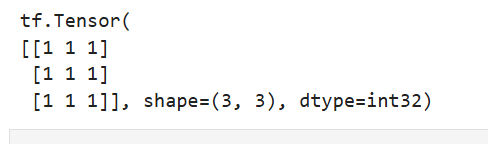 tf.Tensor(
[[1 1 1]
 [1 1 1]
 [1 1 1]], shape=(3, 3), dtype=int32)